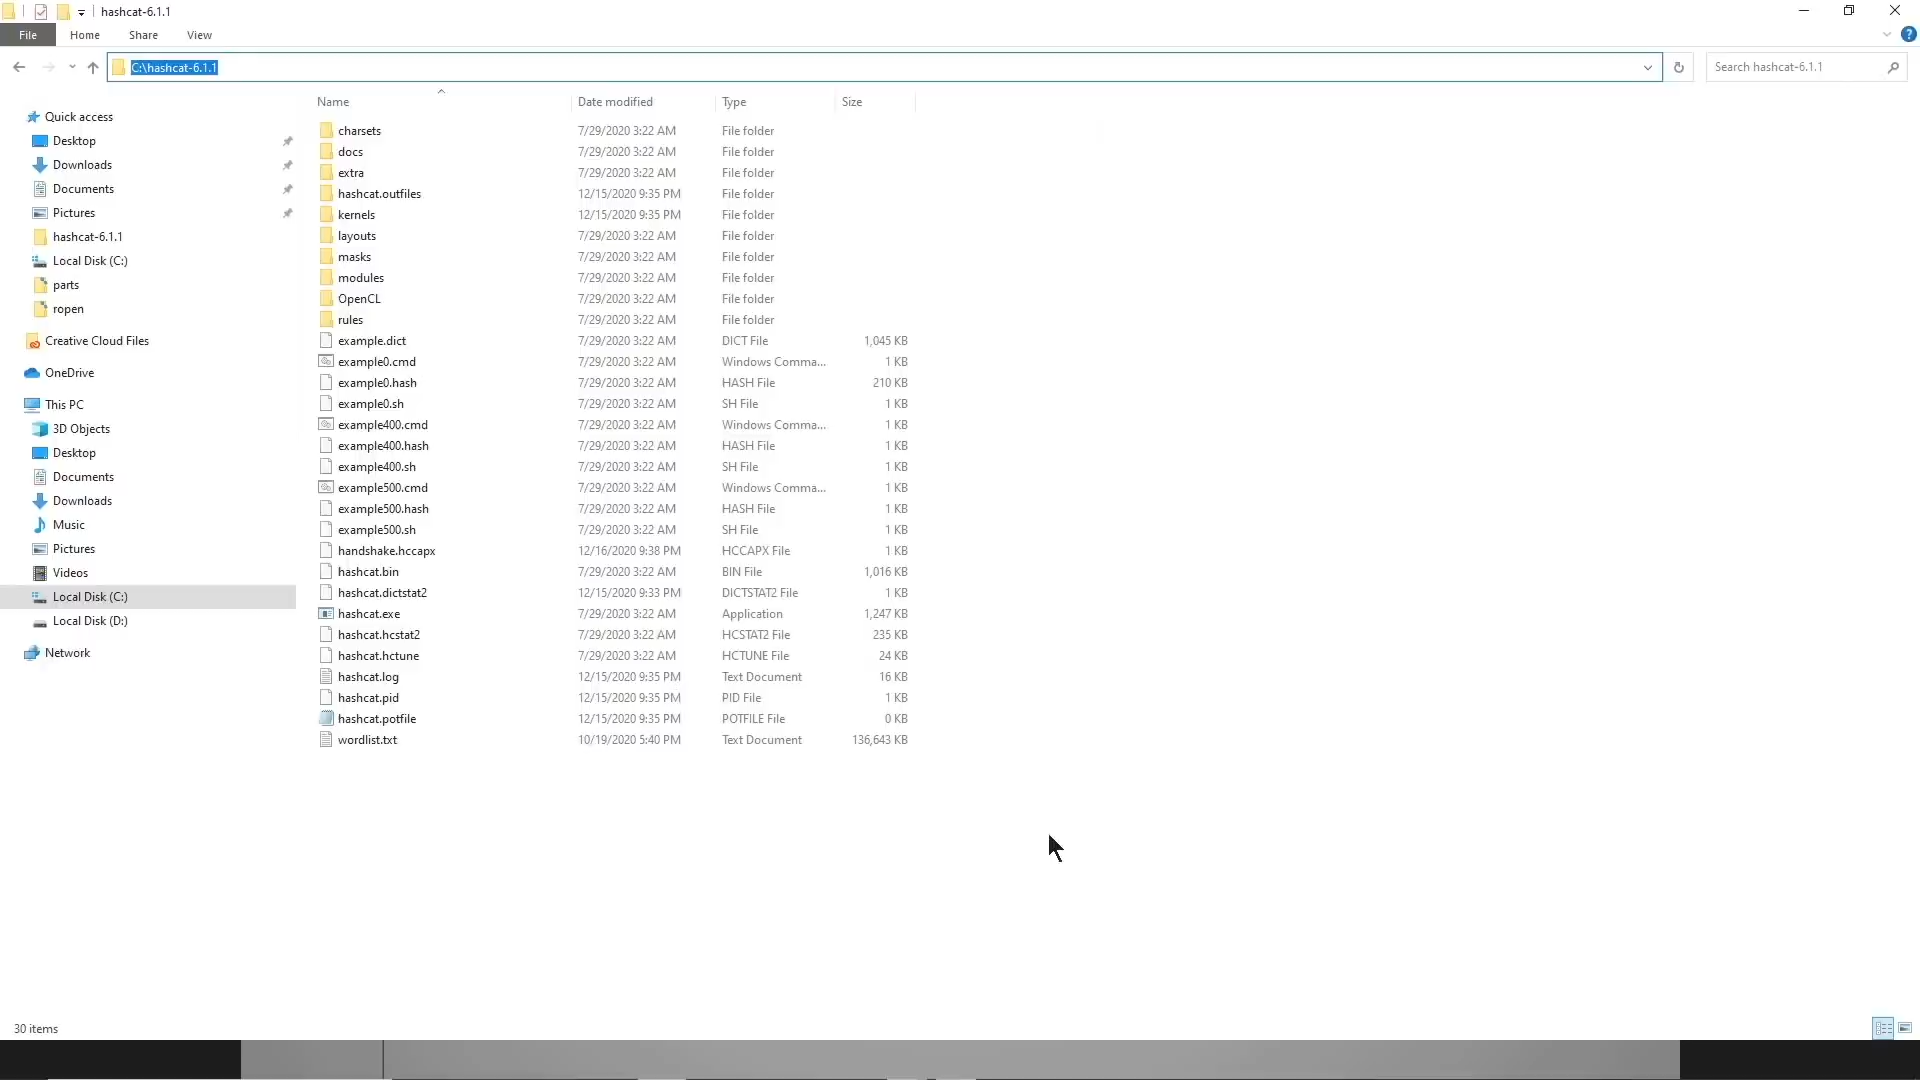 hashcat-6.1.1
File Home Share View
C:\hashcat-6.1.1
Search hashcat-6.1.1
Name Date modified Type Size
Quick access
Desktop
Downloads
Documents
Pictures
hashcat-6.1.1
Local Disk (C:)
parts
ropen
Creative Cloud Files
OneDrive
This PC
3D Objects
Desktop
Documents
Downloads
Music
Pictures
Videos
Local Disk (C:)
Local Disk (D:)
Network
charsets 7/29/2020 3:22 AM File folder
docs 7/29/2020 3:22 AM File folder
extra 7/29/2020 3:22 AM File folder
hashcat.outfiles 12/15/2020 9:35 PM File folder
kernels 12/15/2020 9:35 PM File folder
layouts 7/29/2020 3:22 AM File folder
masks 7/29/2020 3:22 AM File folder
modules 7/29/2020 3:22 AM File folder
OpenCL 7/29/2020 3:22 AM File folder
rules 7/29/2020 3:22 AM File folder
example.dict 7/29/2020 3:22 AM DICT File 1,045 KB
example0.cmd 7/29/2020 3:22 AM Windows Comma... 1 KB
example0.hash 7/29/2020 3:22 AM HASH File 210 KB
example0.sh 7/29/2020 3:22 AM SH File 1 KB
example400.cmd 7/29/2020 3:22 AM Windows Comma... 1 KB
example400.hash 7/29/2020 3:22 AM HASH File 1 KB
example400.sh 7/29/2020 3:22 AM SH File 1 KB
example500.cmd 7/29/2020 3:22 AM Windows Comma... 1 KB
example500.hash 7/29/2020 3:22 AM HASH File 1 KB
example500.sh 7/29/2020 3:22 AM SH File 1 KB
handshake.hccapx 12/16/2020 9:38 PM HCCAPX File 1 KB
hashcat.bin 7/29/2020 3:22 AM BIN File 1,016 KB
hashcat.dictstat2 12/15/2020 9:33 PM DICTSTAT2 File 1 KB
hashcat.exe 7/29/2020 3:22 AM Application 1,247 KB
hashcat.hcstat2 7/29/2020 3:22 AM HCSTAT2 File 235 KB
hashcat.hctune 7/29/2020 3:22 AM HCTUNE File 24 KB
hashcat.log 12/15/2020 9:35 PM Text Document 16 KB
hashcat.pid 12/15/2020 9:35 PM PID File 1 KB
hashcat.potfile 12/15/2020 9:35 PM POTFILE File 0 KB
wordlist.txt 10/19/2020 5:40 PM Text Document 136,643 KB
30 items